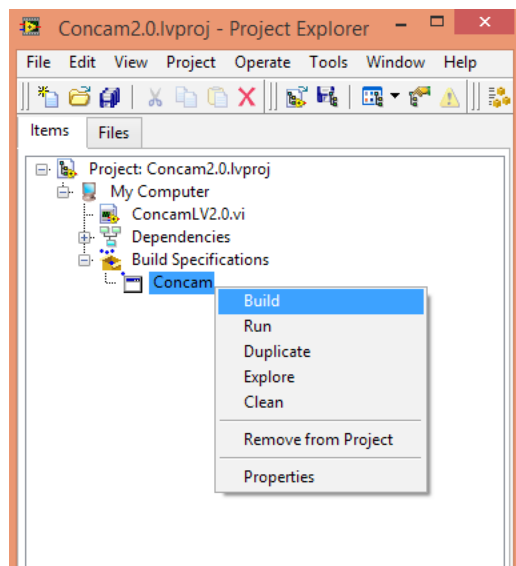 Concam2.0.lvproj - Project Explorer
File Edit View Project Operate Tools Window Help
Items Files
Project: Concam2.0.lvproj
My Computer
ConcamLV2.0.vi
Dependencies
Build Specifications
Concam
Build
Run
Duplicate
Explore
Clean
Remove from Project
Properties